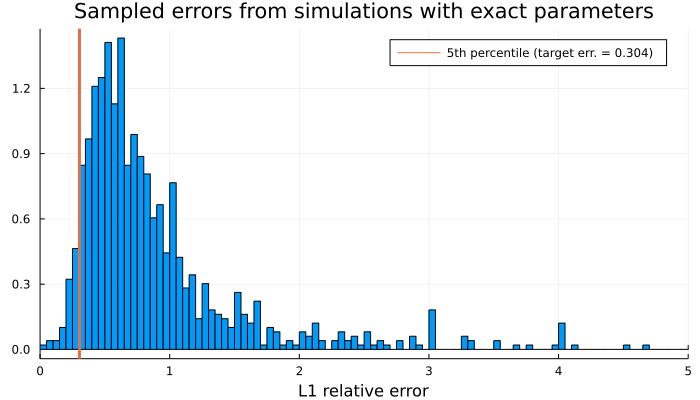 Sampled errors from simulations with exact parameters
5th percentile (target err. = 0.304)
1.2
0.9
0.6
0.3
0.0
0 1 2 3 4 5
L1 relative error